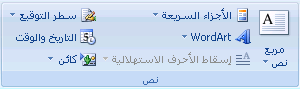 مربع
نص
الأجزاء السريعة
WordArt
إسقاط الأحرف الاستهلالية
سطر التوقيع
التاريخ والوقت
كائن
نص